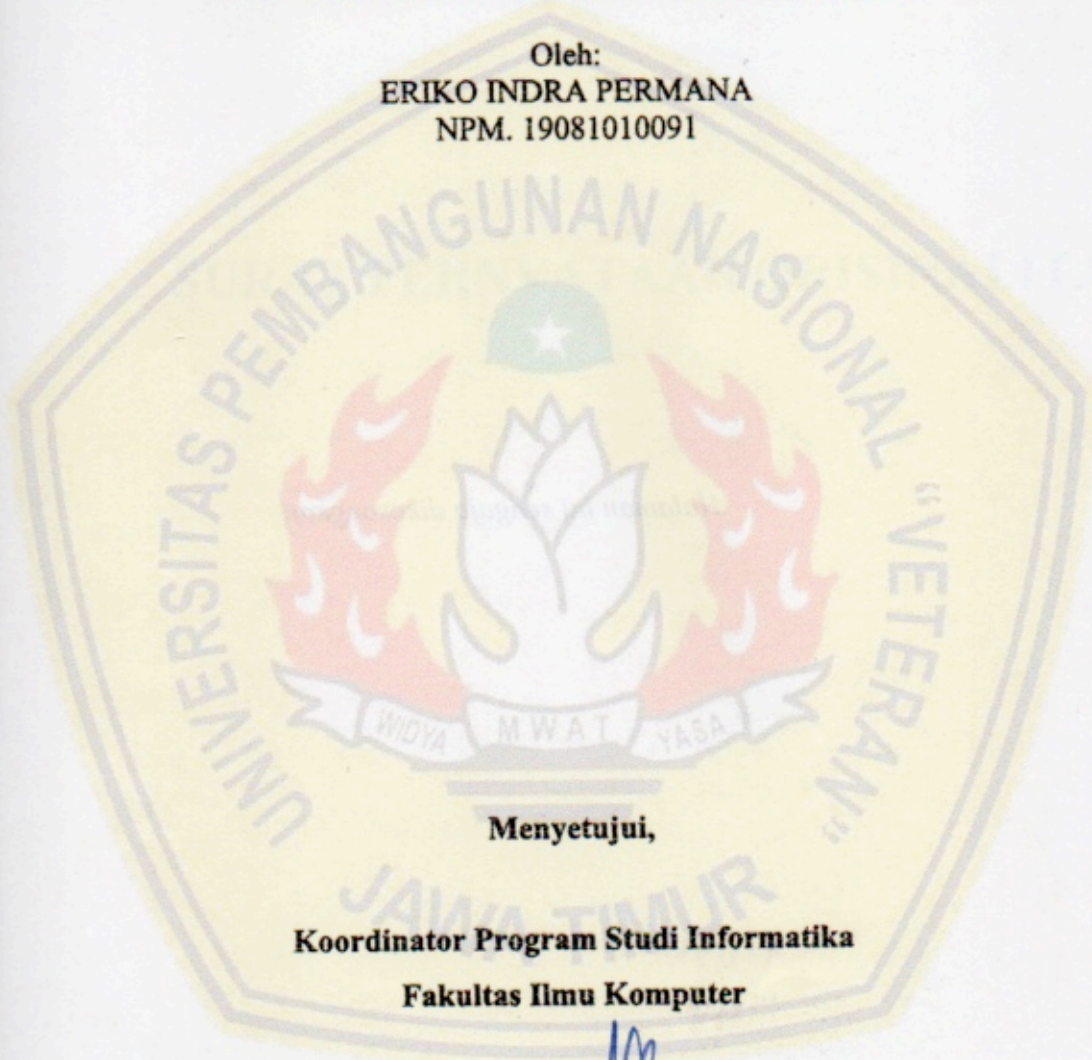 Oleh:
ERIKO INDRA PERMANA
NPM. 19081010091
UNIVERSITAS PEMBANGUNAN NASIONAL “VETERAN”
WIDYA MWAT YASA
Menyetujui,
JAWA TIMUR
Koordinator Program Studi Informatika
Fakultas Ilmu Komputer